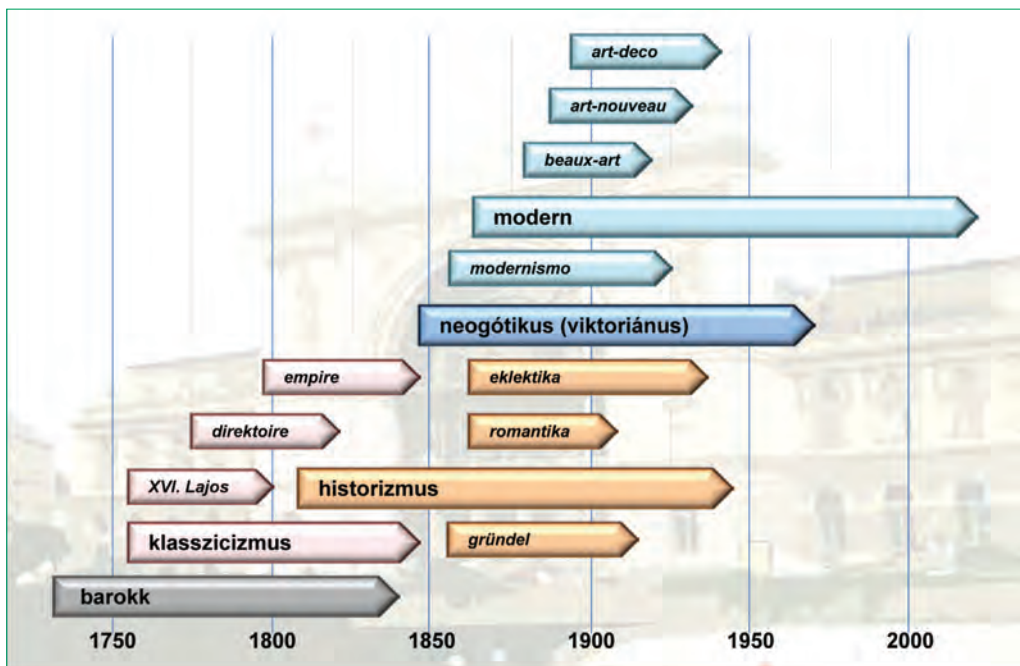 art-deco
art-nouveau
beaux-art
modern
modernismo
neogótikus (viktoriánus)
empire
eklektika
direktoire
romantika
XVI. Lajos
historizmus
klasszicizmus
gründel
barokk
1750 1800 1850 1900 1950 2000